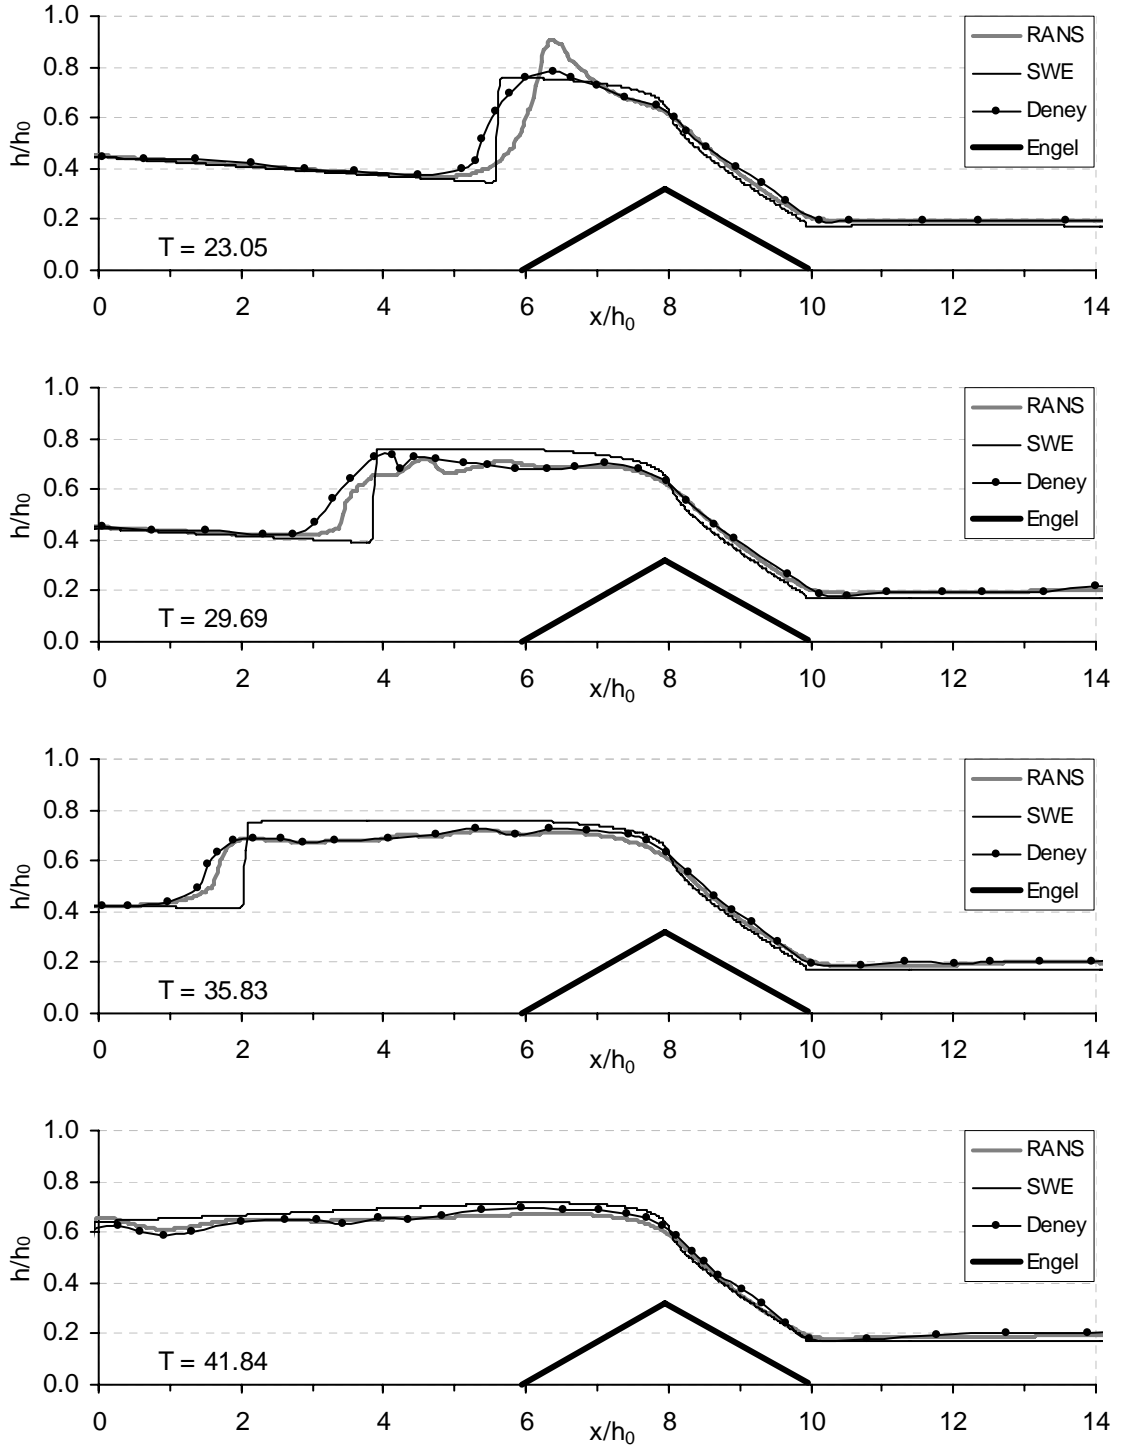 1.0
RANS
0.8
SWE
h/h0
0.6
Deney
0.4
Engel
0.2
T = 23.05
0.0
0 2 4 6 8 10 12 14
x/h0
1.0
RANS
0.8
SWE
h/h0
0.6
Deney
0.4
Engel
0.2
T = 29.69
0.0
0 2 4 6 8 10 12 14
x/h0
1.0
RANS
0.8
SWE
h/h0
0.6
Deney
0.4
Engel
0.2
T = 35.83
0.0
0 2 4 6 8 10 12 14
x/h0
1.0
RANS
0.8
SWE
h/h0
0.6
Deney
0.4
Engel
0.2
T = 41.84
0.0
0 2 4 6 8 10 12 14
x/h0